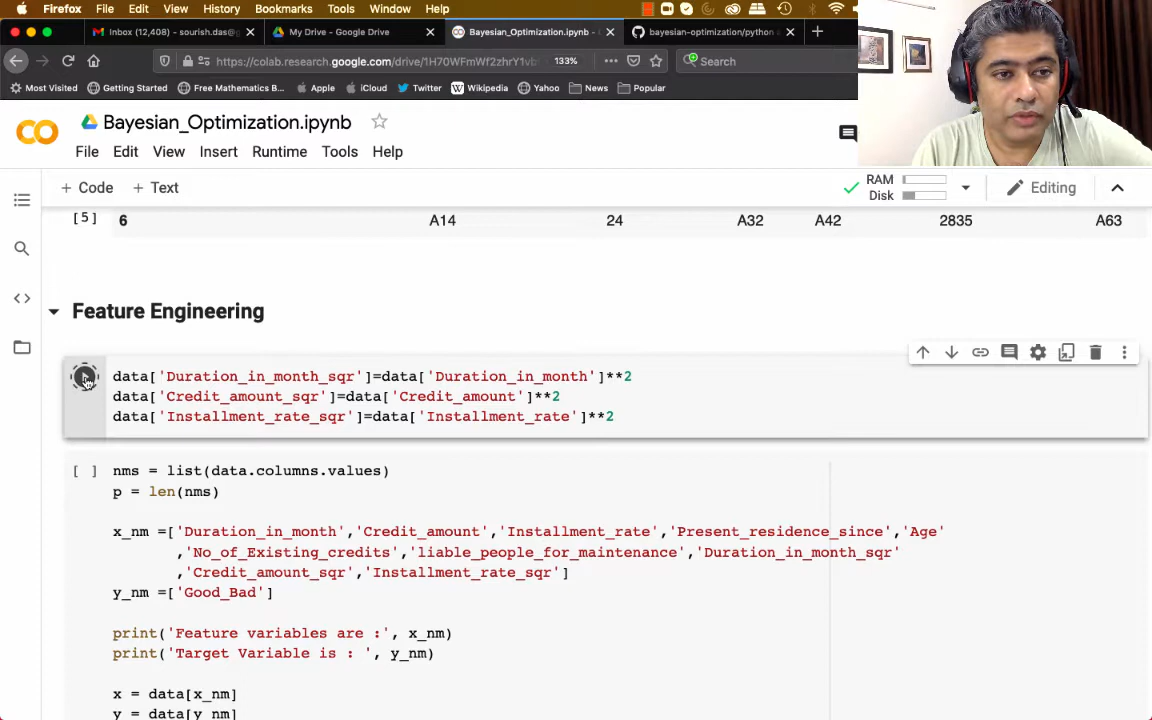 Firefox File Edit View History Bookmarks Tools Window Help
Inbox (12,408) - sourish.das@g
My Drive - Google Drive
Bayesian_Optimization.ipynb -
bayesian-optimization/python
https://colab.research.google.com/drive/1H70WFmWf2zhrY1vb
133%
Search
Most Visited Getting Started Free Mathematics B... Apple iCloud Twitter Wikipedia Yahoo News Popular
Bayesian_Optimization.ipynb
File Edit View Insert Runtime Tools Help
+ Code + Text
RAM
Disk
Editing
[5] 6 A14 24 A32 A42 2835 A63
Feature Engineering
data['Duration_in_month_sqr']=data['Duration_in_month']**2
data['Credit_amount_sqr']=data['Credit_amount']**2
data['Installment_rate_sqr']=data['Installment_rate']**2
[ ] nms = list(data.columns.values)
p = len(nms)
x_nm =['Duration_in_month','Credit_amount','Installment_rate','Present_residence_since','Age'
,'No_of_Existing_credits','liable_people_for_maintenance','Duration_in_month_sqr'
,'Credit_amount_sqr','Installment_rate_sqr']
y_nm =['Good_Bad']
print('Feature variables are :', x_nm)
print('Target Variable is : ', y_nm)
x = data[x_nm]
y = data[y_nm]